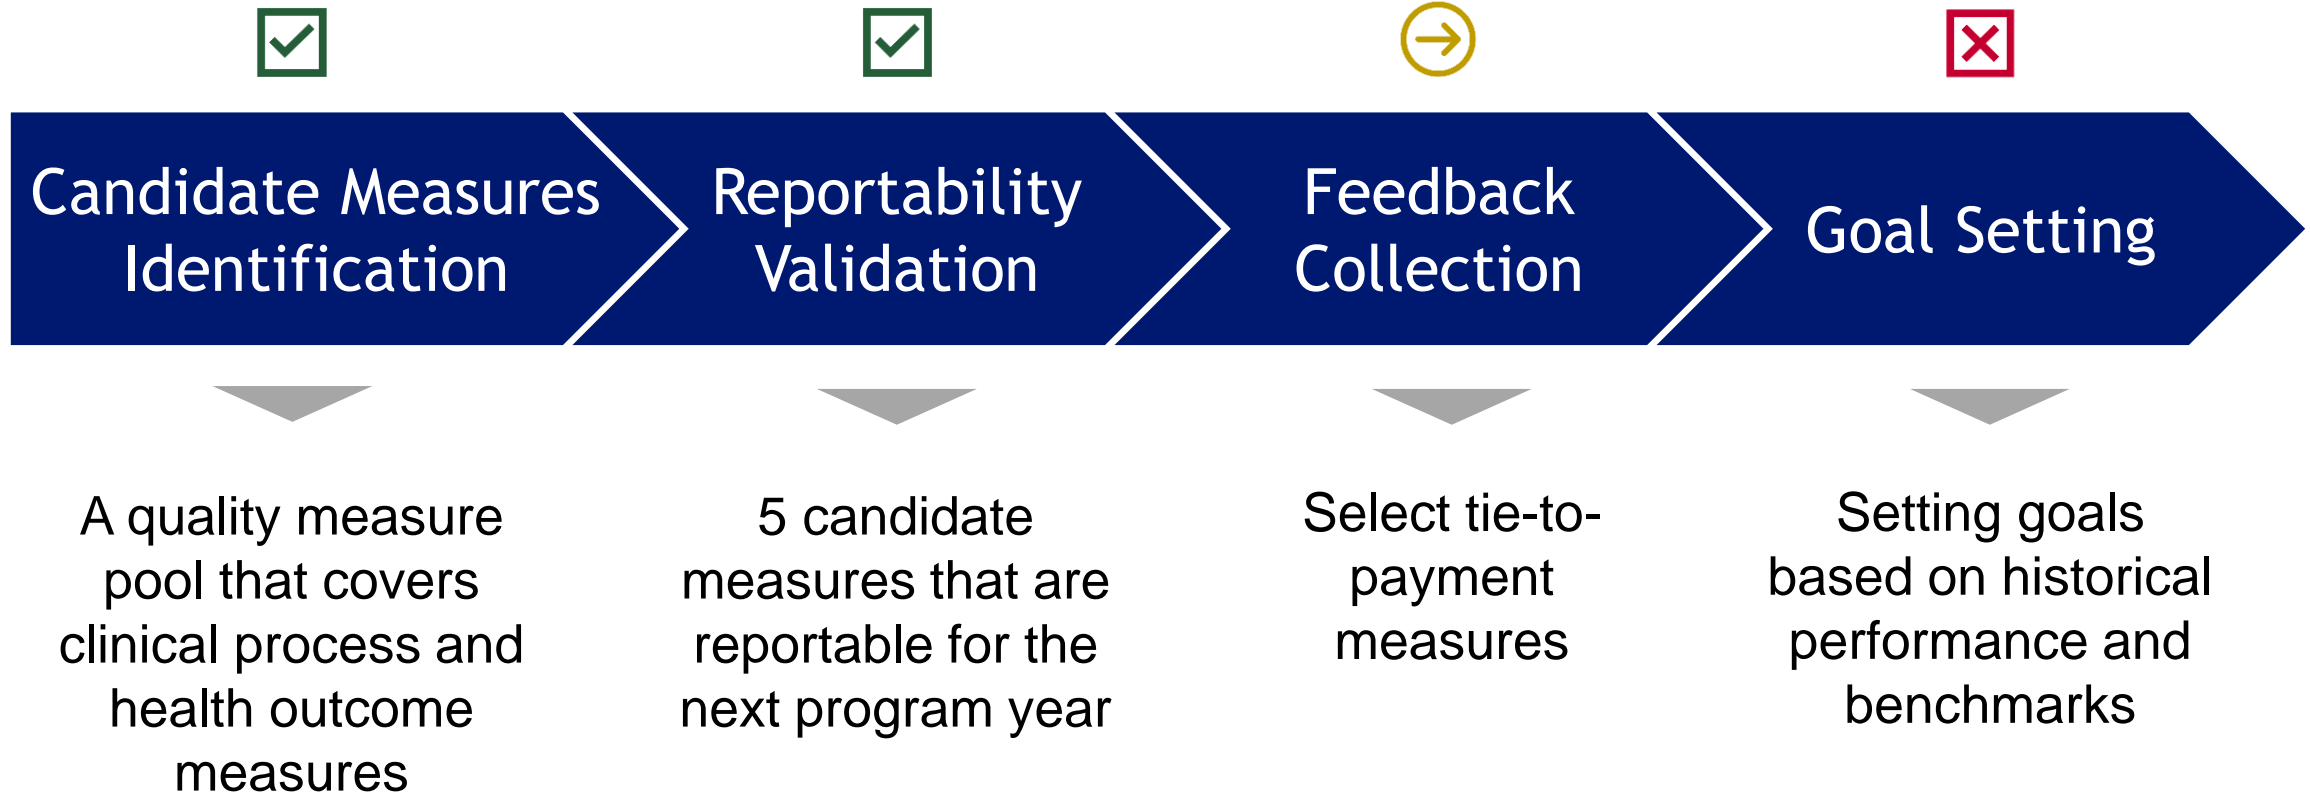 Candidate Measures
Identification
Reportability
Validation
Feedback
Collection
Goal Setting
A quality measure
pool that covers
clinical process and
health outcome
measures
5 candidate
measures that are
reportable for the
next program year
Select tie-to-
payment
measures
Setting goals
based on historical
performance and
benchmarks